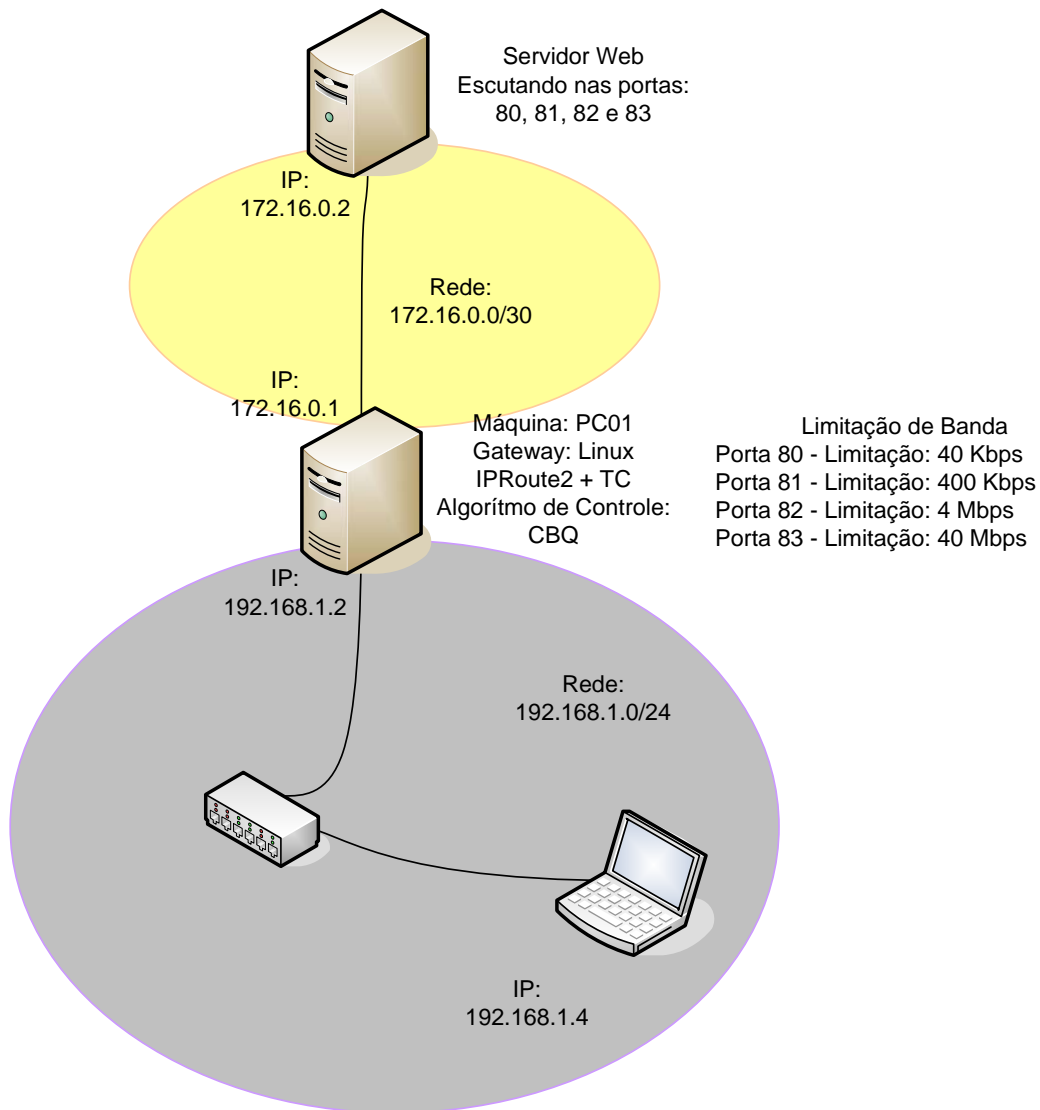 Servidor Web
Escutando nas portas:
80, 81, 82 e 83
IP:
172.16.0.2
Rede:
172.16.0.0/30
IP:
172.16.0.1
Máquina: PC01
Gateway: Linux
IPRoute2 + TC
Algorítmo de Controle:
CBQ
Limitação de Banda
Porta 80 - Limitação: 40 Kbps
Porta 81 - Limitação: 400 Kbps
Porta 82 - Limitação: 4 Mbps
Porta 83 - Limitação: 40 Mbps
IP:
192.168.1.2
Rede:
192.168.1.0/24
IP:
192.168.1.4